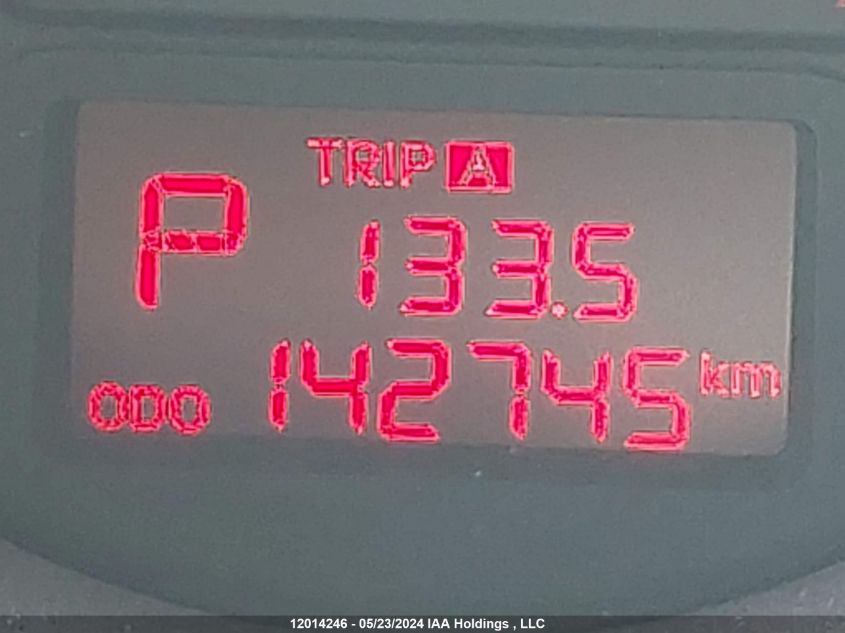 TRIP A
P 133.5
ODO 142745 km
12014246 - 05/23/2024 IAA Holdings , LLC